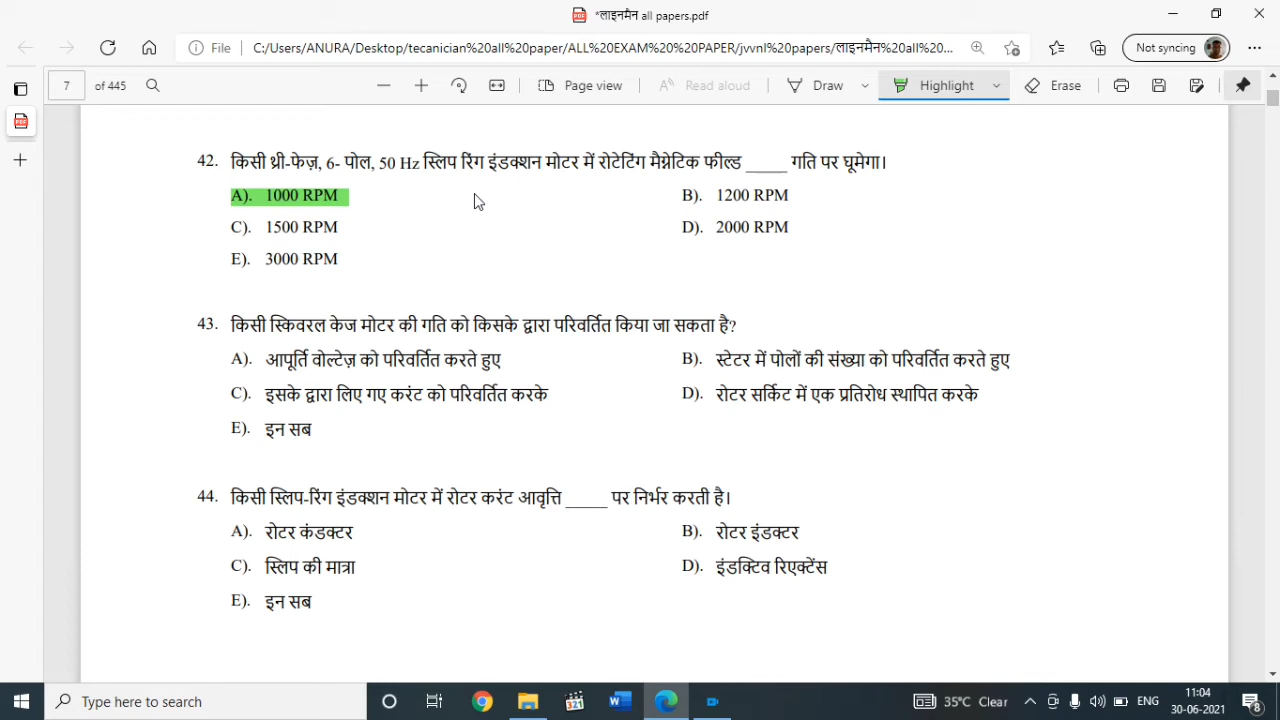 *लाइनमैन all papers.pdf
File C:/Users/ANURA/Desktop/tecanician%20all%20paper/ALL%20EXAM%20%20PAPER/jvvnl%20papers/लाइनमैन%20all%20... Not syncing
7 of 445 Page view Read aloud Draw Highlight Erase
42. किसी थ्री-फेज़, 6- पोल, 50 Hz स्लिप रिंग इंडक्शन मोटर में रोटेटिंग मैग्नेटिक फील्ड _____ गति पर घूमेगा।
A). 1000 RPM B). 1200 RPM
C). 1500 RPM D). 2000 RPM
E). 3000 RPM
43. किसी स्किवरल केज मोटर की गति को किसके द्वारा परिवर्तित किया जा सकता है?
A). आपूर्ति वोल्टेज़ को परिवर्तित करते हुए B). स्टेटर में पोलों की संख्या को परिवर्तित करते हुए
C). इसके द्वारा लिए गए करंट को परिवर्तित करके D). रोटर सर्किट में एक प्रतिरोध स्थापित करके
E). इन सब
44. किसी स्लिप-रिंग इंडक्शन मोटर में रोटर करंट आवृत्ति _____ पर निर्भर करती है।
A). रोटर कंडक्टर B). रोटर इंडक्टर
C). स्लिप की मात्रा D). इंडक्टिव रिएक्टेंस
E). इन सब
Type here to search 321 35°C Clear ENG 11:04
30-06-2021 8